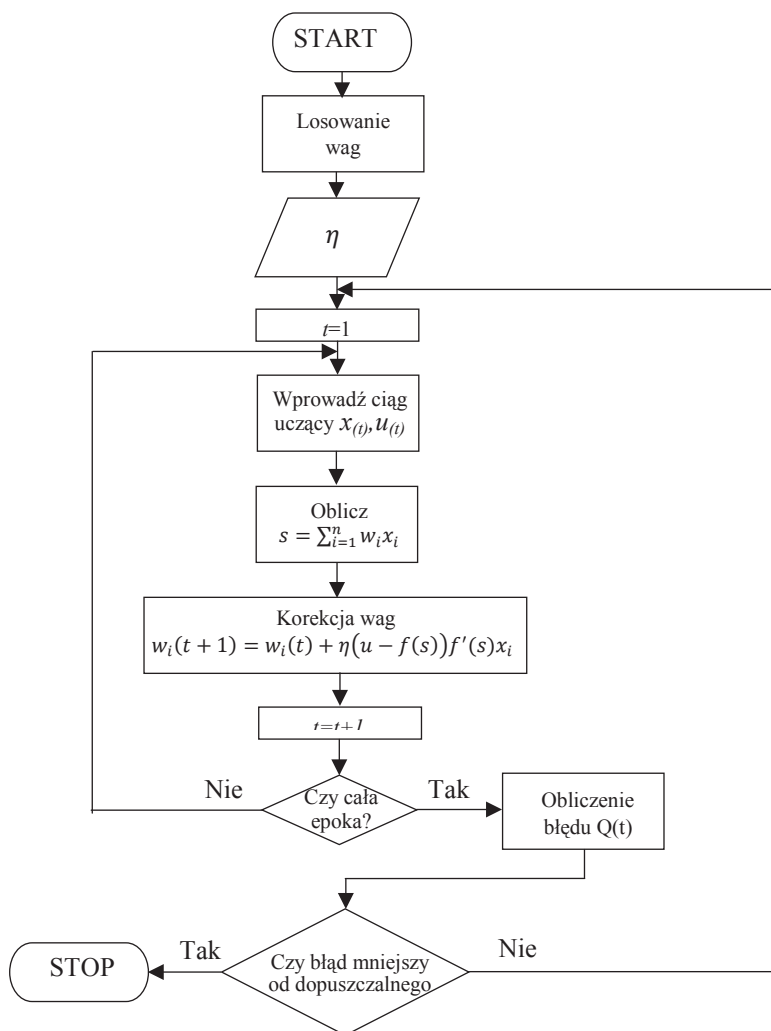 START
Losowanie
wag
η
t=1
Wprowadź ciąg
uczący x₍t₎,u₍t₎
Oblicz
s = ∑ⁿᵢ₌₁ wᵢxᵢ
Korekcja wag
wᵢ(t + 1) = wᵢ(t) + η(u − f(s))f′(s)xᵢ
t=t+1
Nie
Czy cała
epoka?
Tak
Obliczenie
błędu Q(t)
STOP
Tak
Czy błąd mniejszy
od dopuszczalnego
Nie